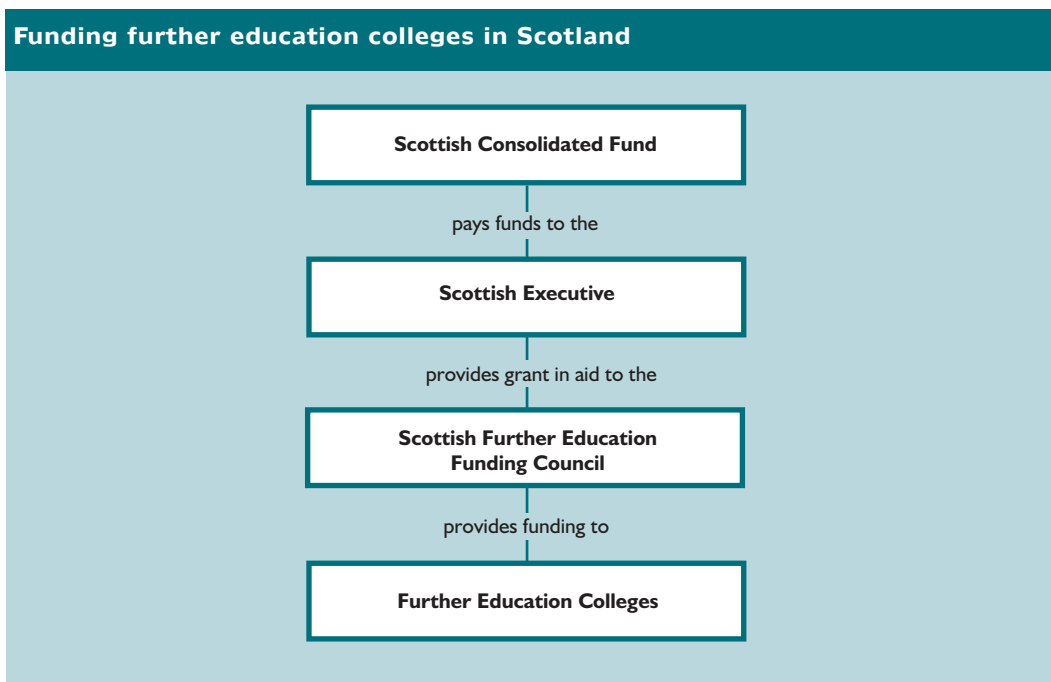 Funding further education colleges in Scotland
Scottish Consolidated Fund
pays funds to the
Scottish Executive
provides grant in aid to the
Scottish Further Education
Funding Council
provides funding to
Further Education Colleges